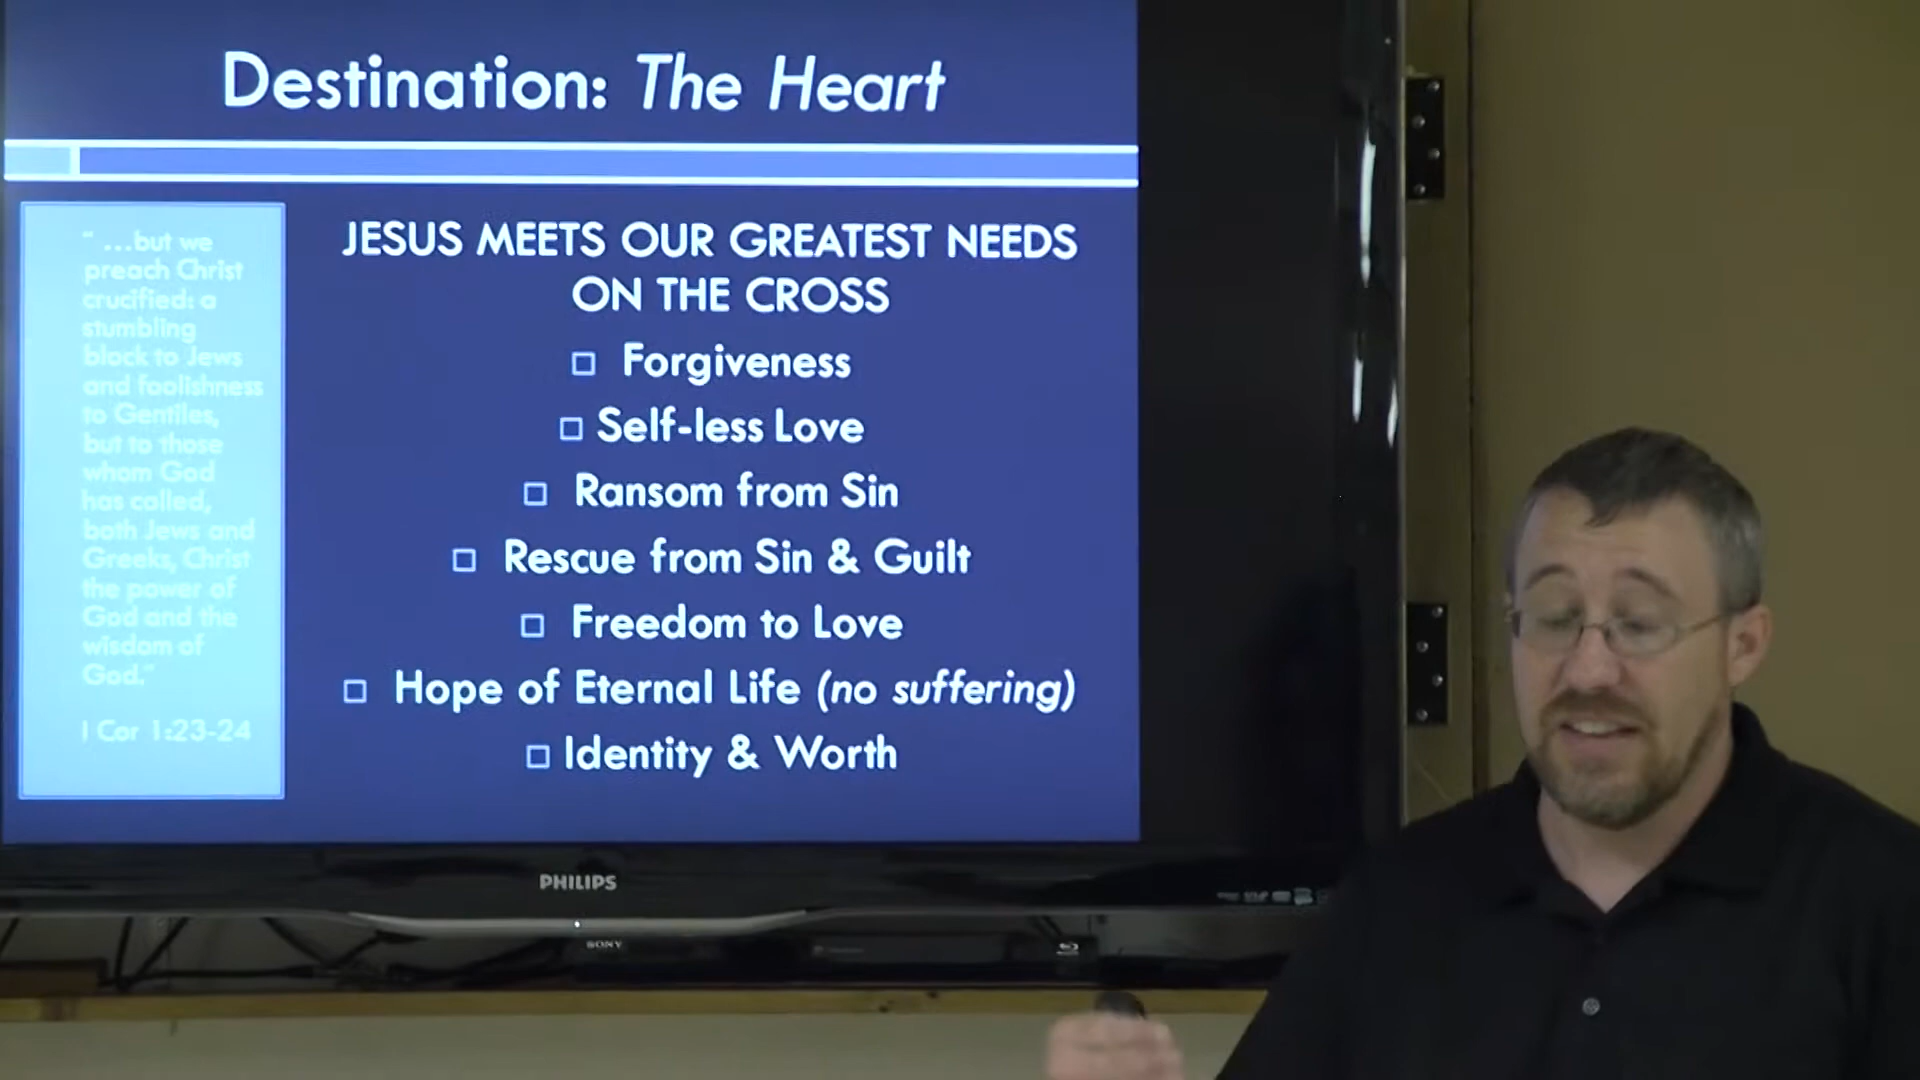 Destination: The Heart
" ...but we
preach Christ
crucified: a
stumbling
block to Jews
and foolishness
to Gentiles,
but to those
whom God
has called,
both Jews and
Greeks, Christ
the power of
God and the
wisdom of
God."
I Cor 1:23-24
JESUS MEETS OUR GREATEST NEEDS
ON THE CROSS
Forgiveness
Self-less Love
Ransom from Sin
Rescue from Sin & Guilt
Freedom to Love
Hope of Eternal Life (no suffering)
Identity & Worth
PHILIPS
SONY